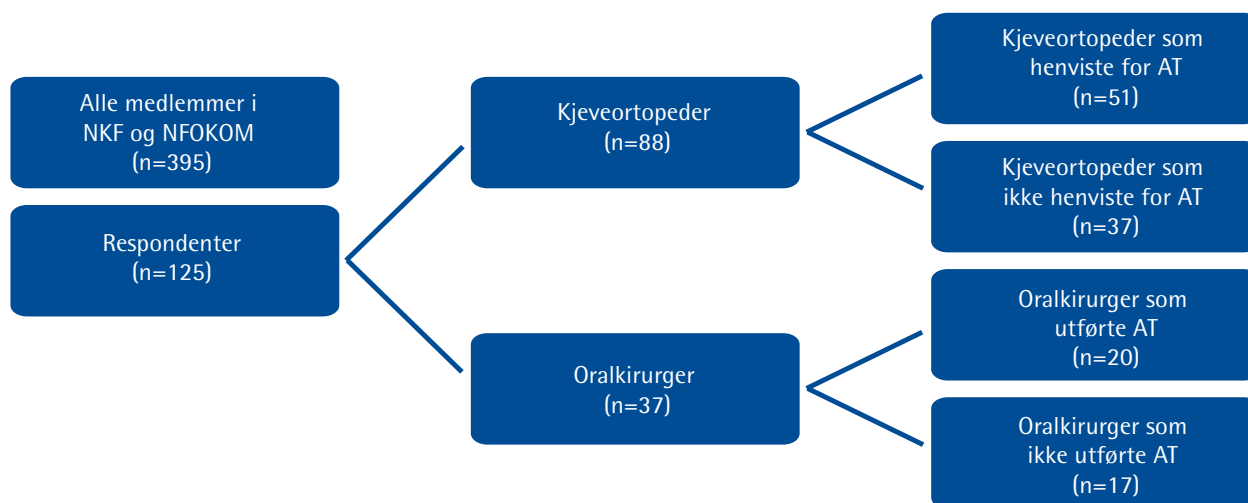 Alle medlemmer i
NKF og NFOKOM
(n=395)
Respondenter
(n=125)
Kjeveortopeder
(n=88)
Oralkirurger
(n=37)
Kjeveortopeder som
henviste for AT
(n=51)
Kjeveortopeder som
ikke henviste for AT
(n=37)
Oralkirurger som
utførte AT
(n=20)
Oralkirurger som
ikke utførte AT
(n=17)